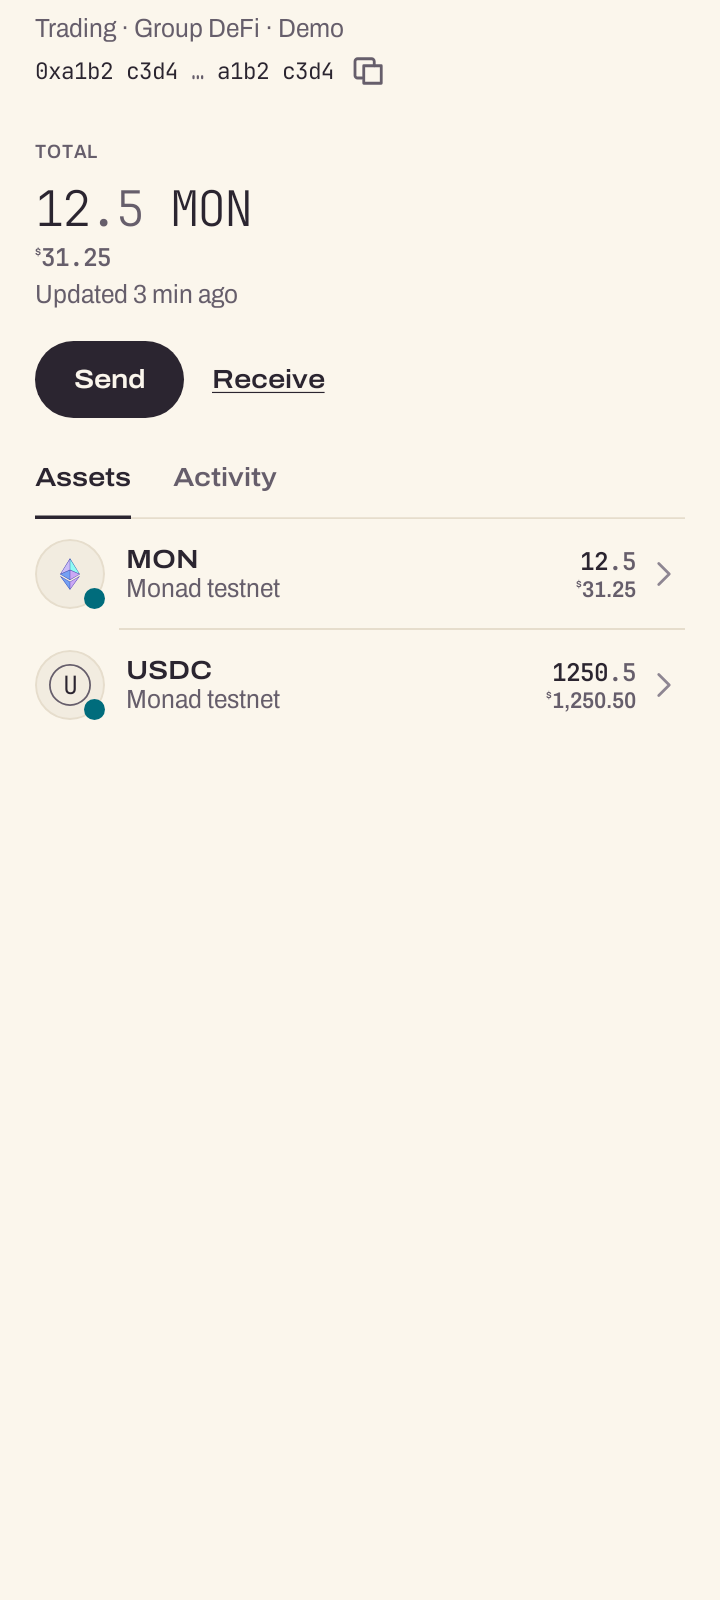 Trading · Group DeFi · Demo
0xa1b2 c3d4 … a1b2 c3d4
TOTAL
12.5 MON
$31.25
Updated 3 min ago
Send Receive
Assets Activity
MON 12.5
Monad testnet $31.25
U
USDC 1250.5
Monad testnet $1,250.50